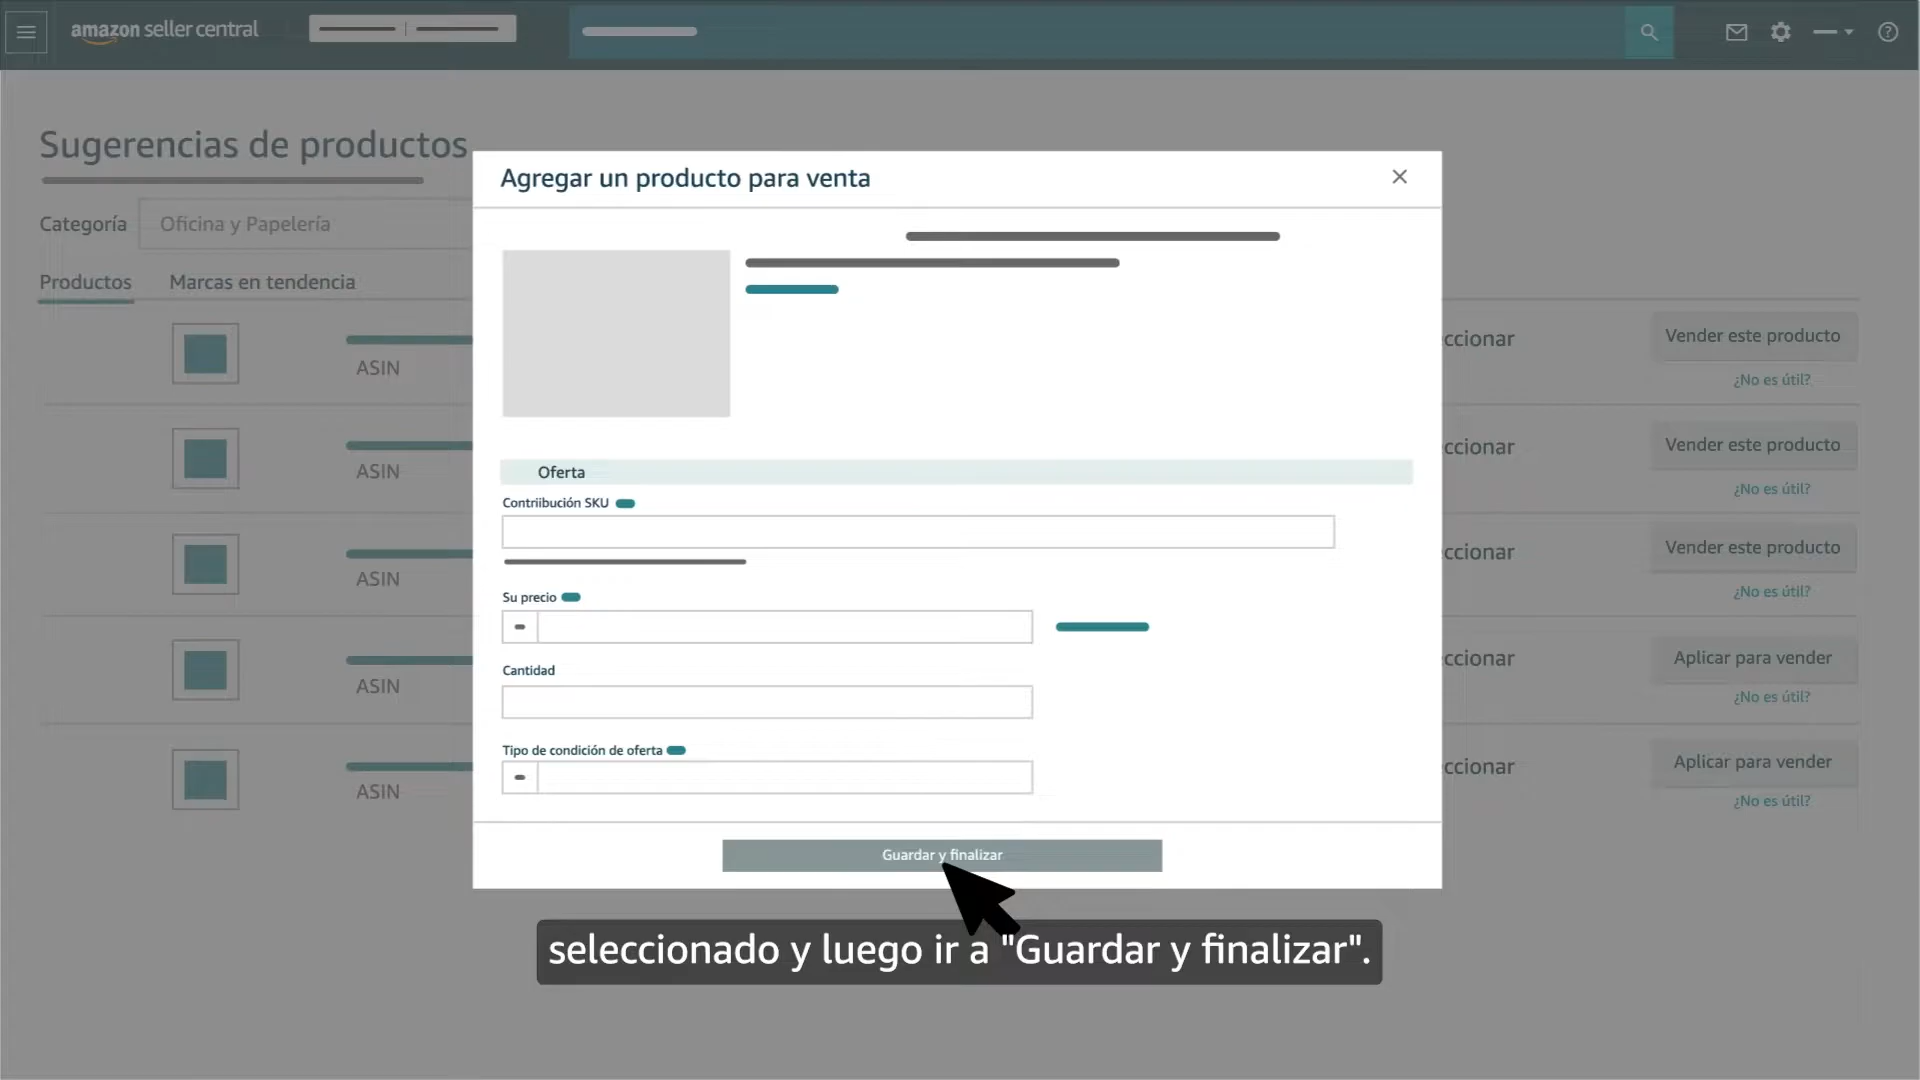 amazon seller central
Sugerencias de productos
Categoría
Oficina y Papelería
Productos
Marcas en tendencia
ASIN
ccionar
Vender este producto
¿No es útil?
ASIN
ccionar
Vender este producto
¿No es útil?
ASIN
ccionar
Vender este producto
¿No es útil?
ASIN
ccionar
Aplicar para vender
¿No es útil?
ASIN
ccionar
Aplicar para vender
¿No es útil?
Agregar un producto para venta
Oferta
Contriibución SKU
Su precio
Cantidad
Tipo de condición de oferta
Guardar y finalizar
seleccionado y luego ir a "Guardar y finalizar".